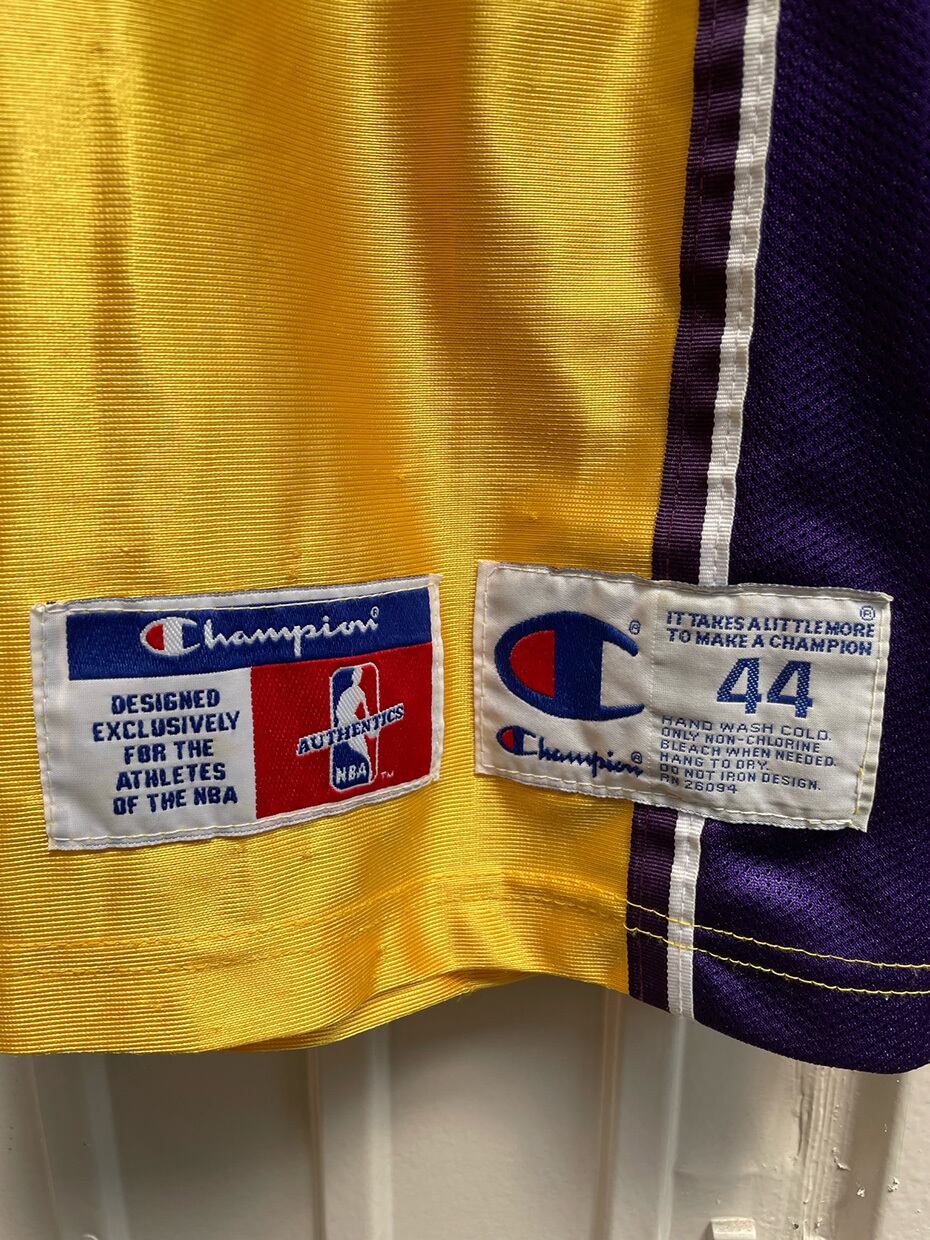 Champion®
DESIGNED
EXCLUSIVELY
FOR THE
ATHLETES
OF THE NBA
AUTHENTICS
NBA
TM
®
Champion®
®
IT TAKES A LITTLE MORE
TO MAKE A CHAMPION
44
HAND WASH COLD.
ONLY NON-CHLORINE
BLEACH WHEN NEEDED.
HANG TO DRY.
DO NOT IRON DESIGN.
RN 26094